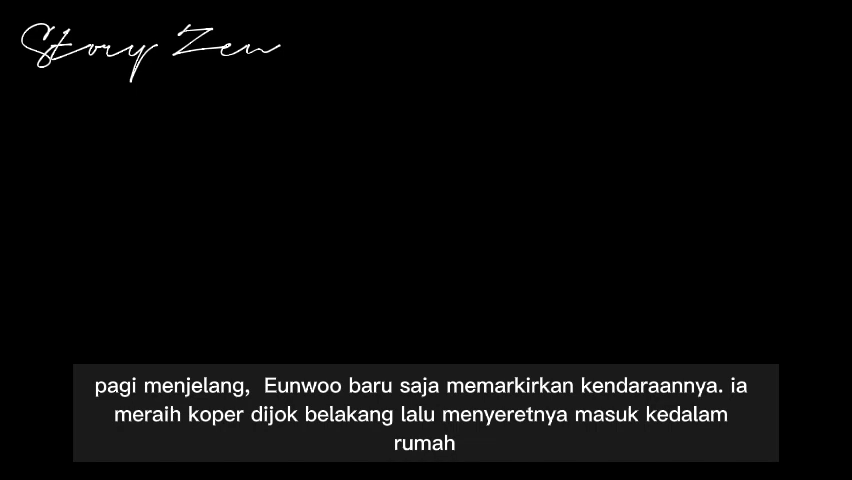 Story Zen
pagi menjelang,  Eunwoo baru saja memarkirkan kendaraannya. ia
meraih koper dijok belakang lalu menyeretnya masuk kedalam
rumah